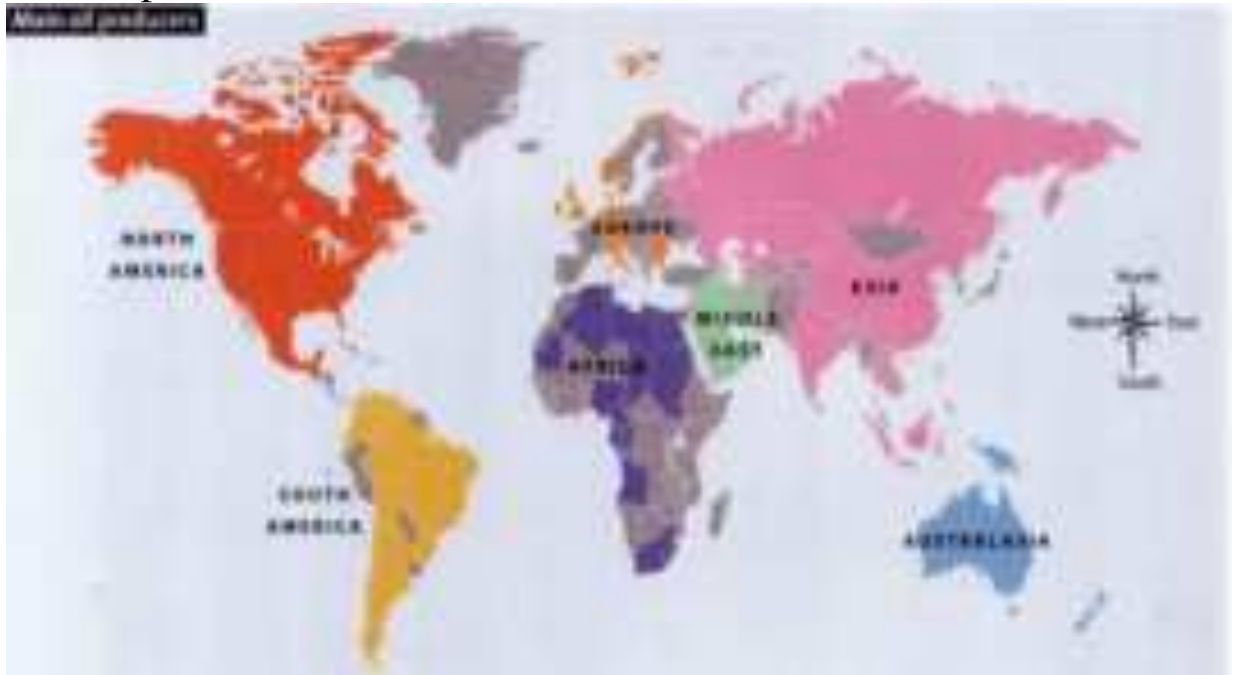 Main oil producers
NORTH
AMERICA
EUROPE
ASIA
MIDDLE
EAST
AFRICA
SOUTH
AMERICA
AUSTRALASIA
North
West East
South